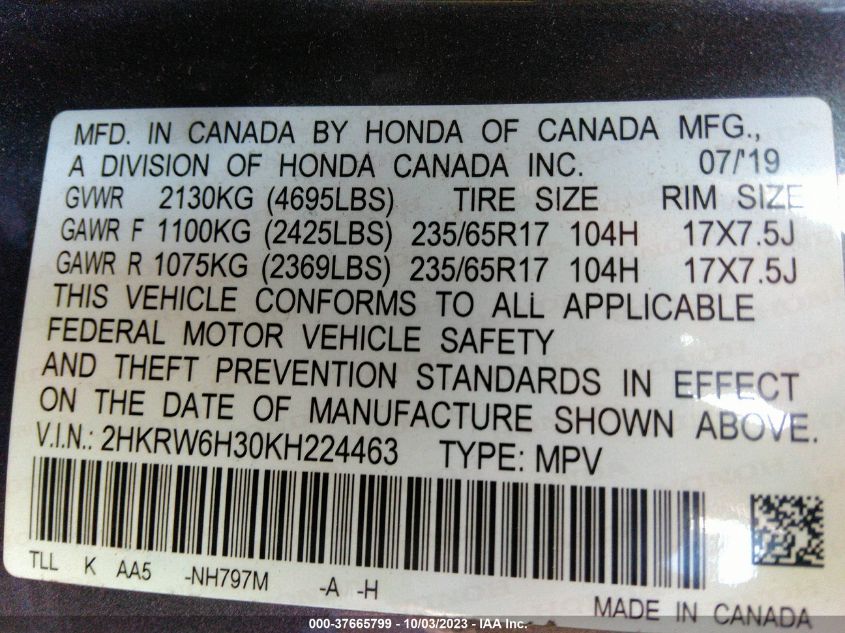 MFD. IN CANADA BY HONDA OF CANADA MFG.,
A DIVISION OF HONDA CANADA INC. 07/'19
GVWR 2130KG (4695LBS) TIRE SIZE RIM SIZE
GAWR F 1100KG (2425LBS) 235/65R17 104H 17X7.5J
GAWR R 1075KG (2369LBS) 235/65R17 104H 17X7.5J
THIS VEHICLE CONFORMS TO ALL APPLICABLE
FEDERAL MOTOR VEHICLE SAFETY
AND THEFT PREVENTION STANDARDS IN EFFECT
ON THE DATE OF MANUFACTURE SHOWN ABOVE.
V.I.N.: 2HKRW6H30KH224463 TYPE: MPV
TLL K AA5 -NH797M -A -H
MADE IN CANADA
000-37665799 - 10/03/2023 - IAA Inc.